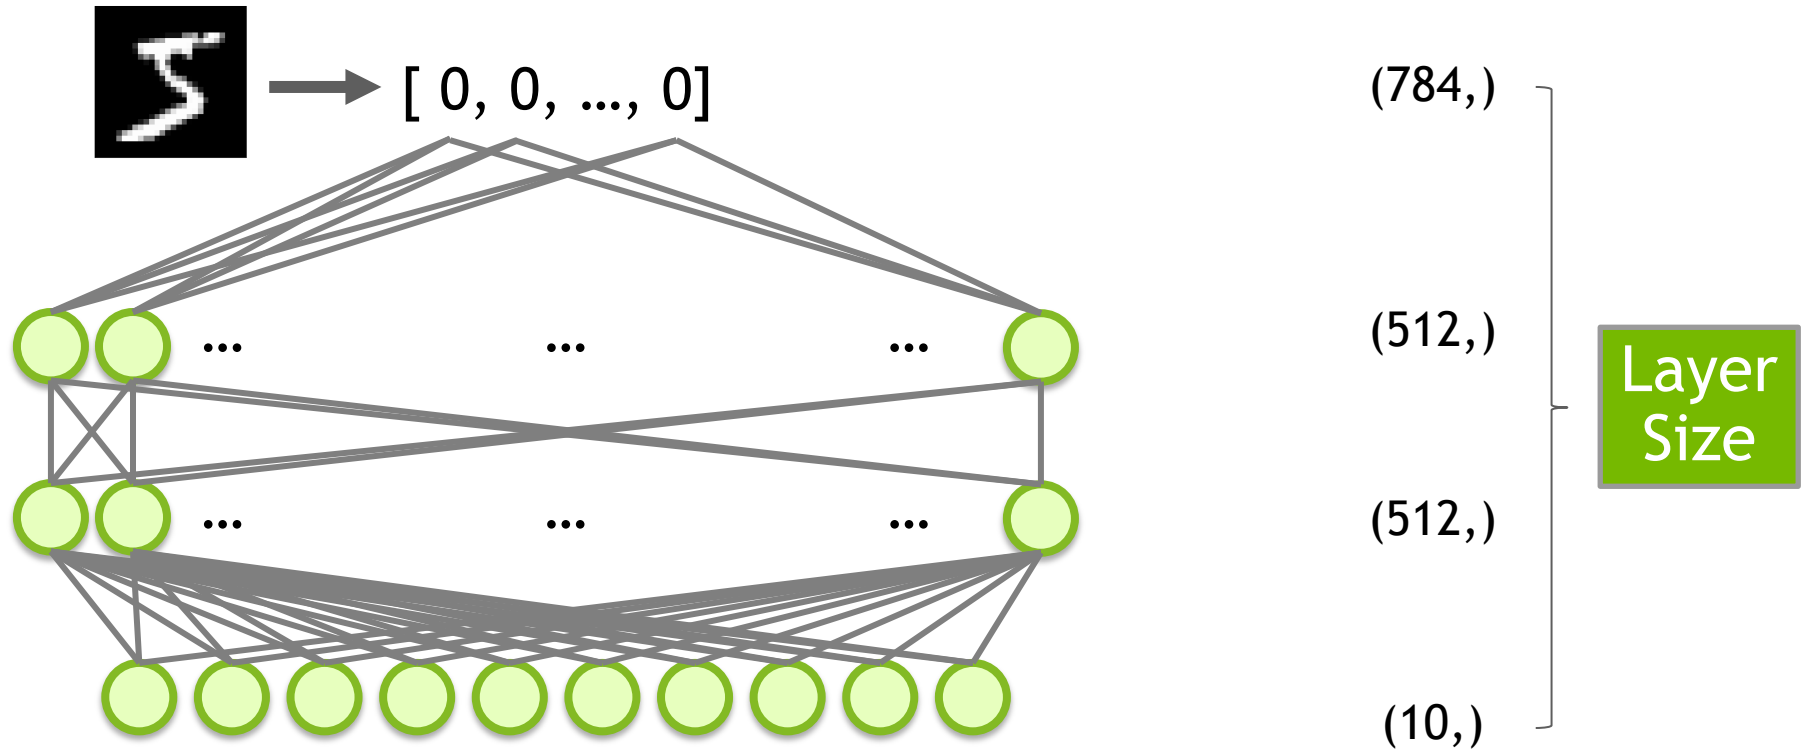 [ 0, 0, ..., 0]
(784,)
... ... ...
(512,)
Layer
Size
... ... ...
(512,)
(10,)